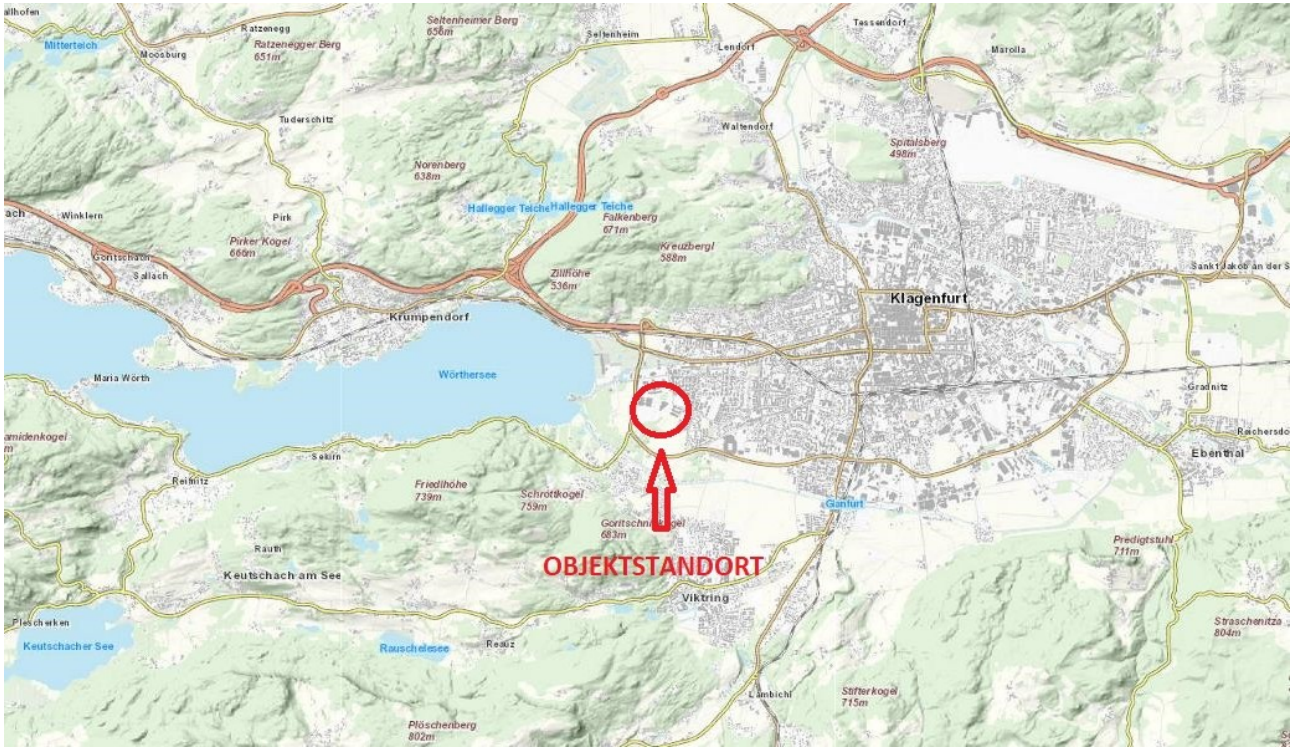 Seltenheimer Berg
656m
Ratzenegg
Tessendorf
Mitterteich
Ratzenegger Berg
651m
Moosburg
Seltenheim
Lendorf
Marolla
Tuderschitz
Waltendorf
Spitalsberg
498m
Norenberg
638m
Hallegger Teiche
Hallegger Teiche
Winklern
Pirk
Falkenberg
671m
Pirker Kogel
666m
Kreuzbergl
588m
Goritschach
Sallach
Zillhöhe
536m
Sankt Jakob an der S
Klagenfurt
Krumpendorf
Maria Wörth
Wörthersee
Gradnitz
Reichersdo
Sekirn
Ebenthal
Reifnitz
Friedlhöhe
739m
Schrottkogel
759m
Glanfurt
683m
Predigtstuhl
711m
Rauth
OBJEKTSTANDORT
Keutschach am See
Viktring
Plescherken
Straschenitza
804m
Keutschacher See
Rauschelesee
Reauz
Lambichl
Stifterkogel
715m
Plöschenberg
802m